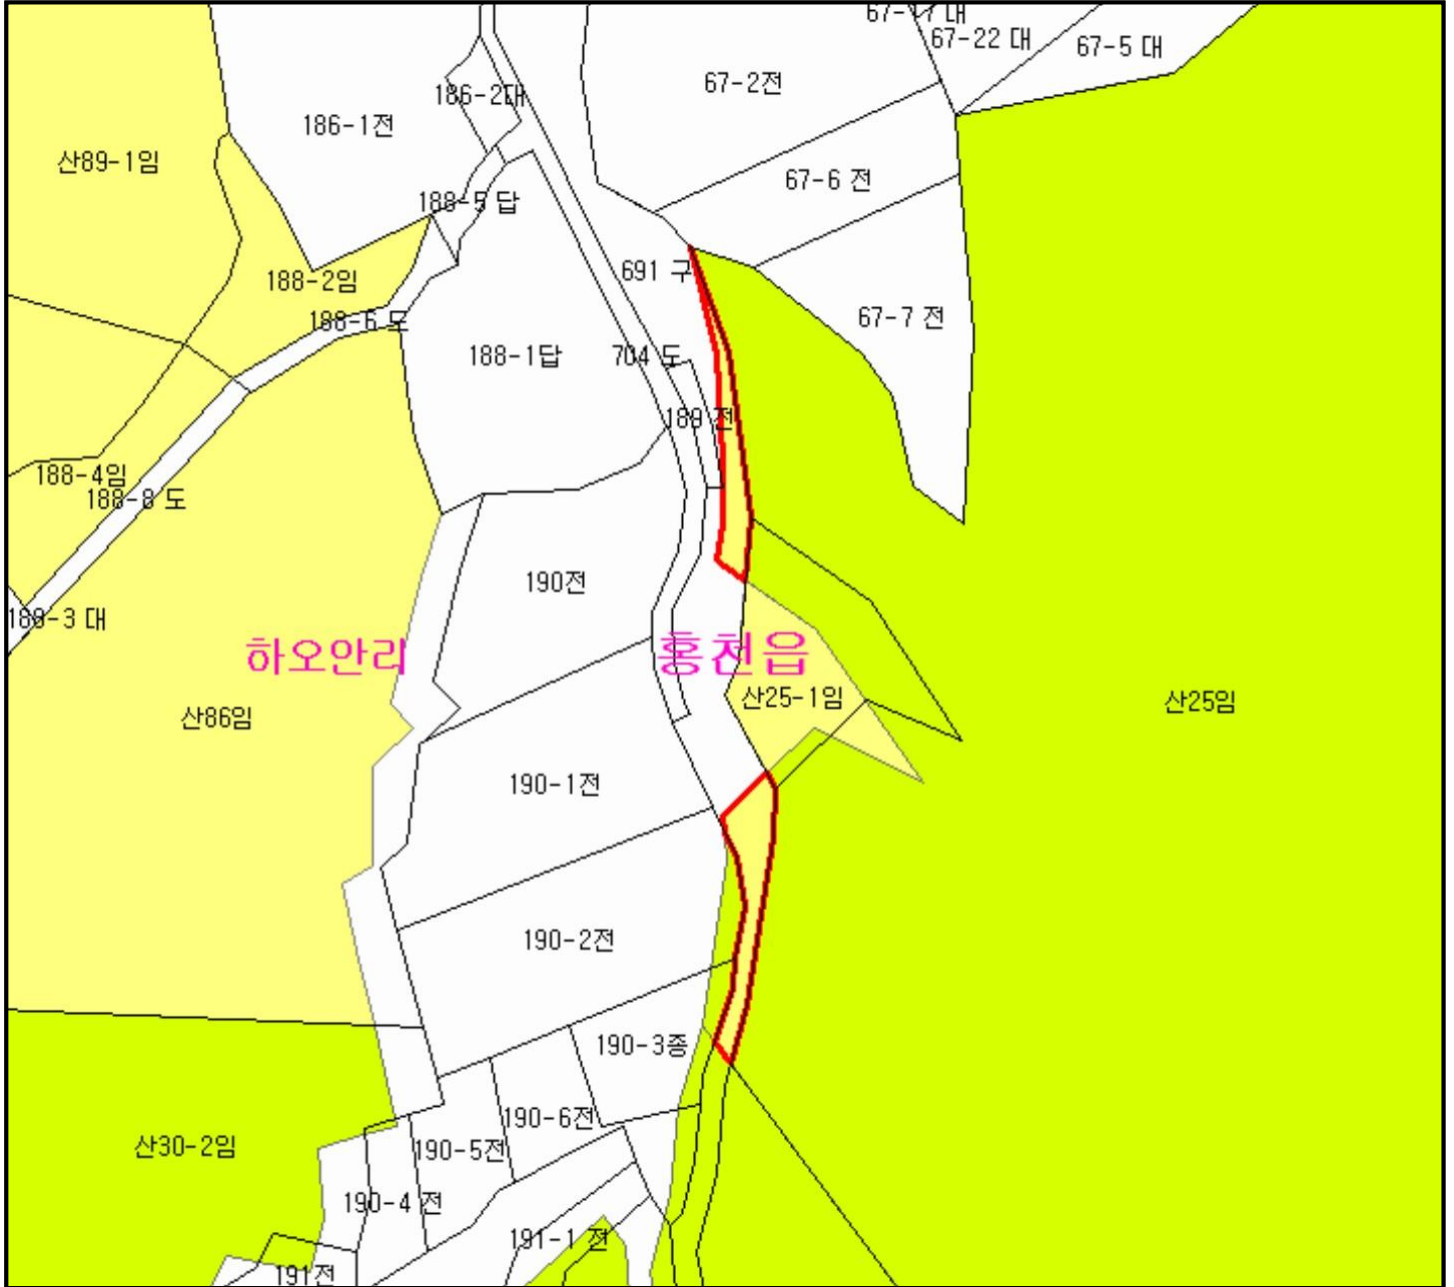 67-17 대
67-22 대
67-5 대
67-2전
186-2대
186-1전
산89-1임
67-6 전
188-5 답
691 구
188-2임
67-7 전
188-6 도
188-1답
704 도
189 전
188-4임
188-8 도
190전
188-3 대
하오안리
홍천읍
산25-1임
산25임
산86임
190-1전
190-2전
190-3종
190-6전
산30-2임
190-5전
190-4 전
191-1 전
191전